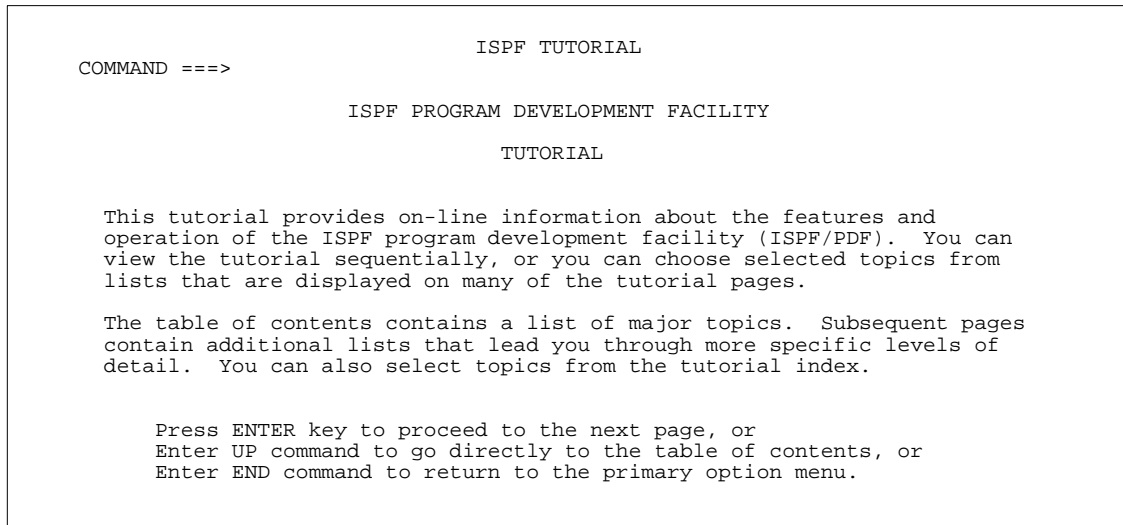 ISPF TUTORIAL
COMMAND ===>
ISPF PROGRAM DEVELOPMENT FACILITY
TUTORIAL
This tutorial provides on-line information about the features and
operation of the ISPF program development facility (ISPF/PDF).  You can
view the tutorial sequentially, or you can choose selected topics from
lists that are displayed on many of the tutorial pages.
The table of contents contains a list of major topics.  Subsequent pages
contain additional lists that lead you through more specific levels of
detail.  You can also select topics from the tutorial index.
Press ENTER key to proceed to the next page, or
Enter UP command to go directly to the table of contents, or
Enter END command to return to the primary option menu.